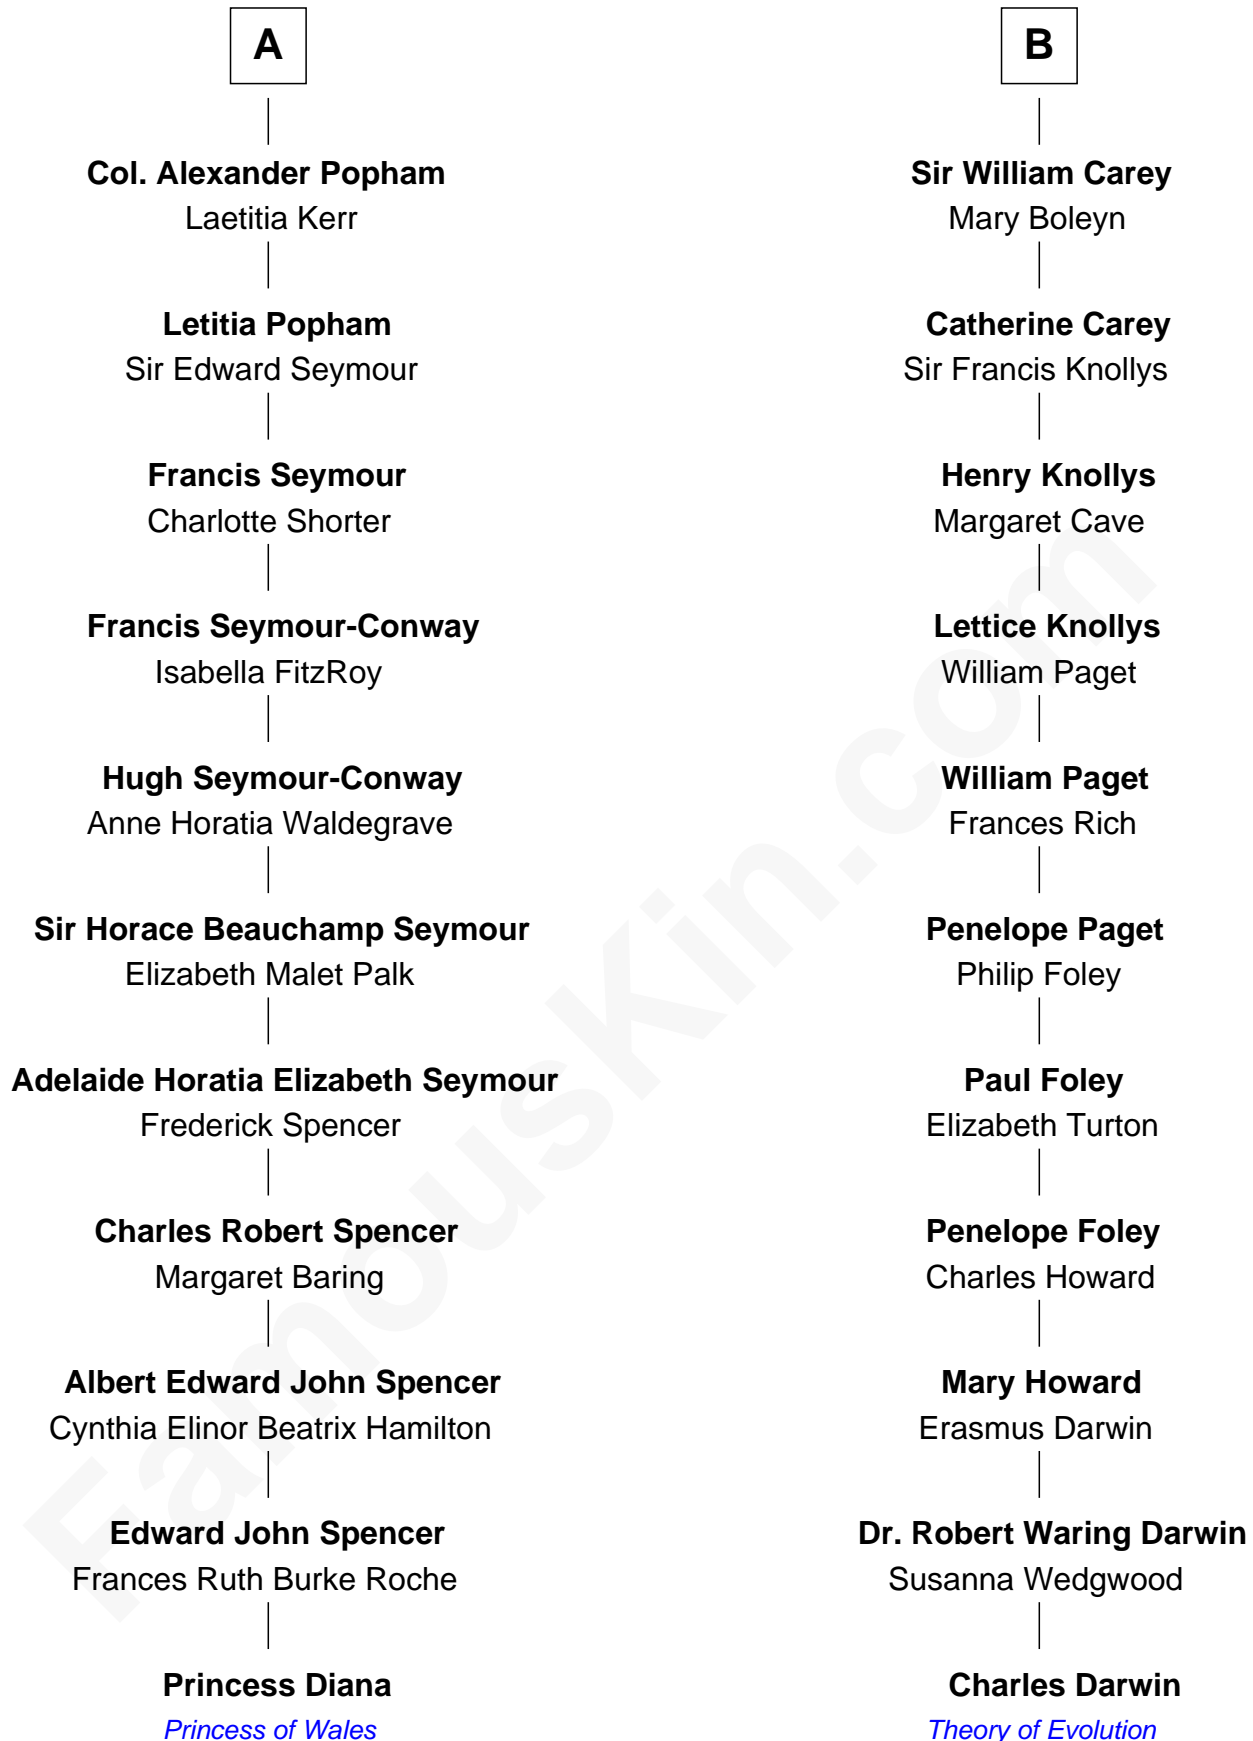 A
Col. Alexander Popham
Laetitia Kerr
Letitia Popham
Sir Edward Seymour
Francis Seymour
Charlotte Shorter
Francis Seymour-Conway
Isabella FitzRoy
Hugh Seymour-Conway
Anne Horatia Waldegrave
Sir Horace Beauchamp Seymour
Elizabeth Malet Palk
Adelaide Horatia Elizabeth Seymour
Frederick Spencer
Charles Robert Spencer
Margaret Baring
Albert Edward John Spencer
Cynthia Elinor Beatrix Hamilton
Edward John Spencer
Frances Ruth Burke Roche
Princess Diana
Princess of Wales
B
Sir William Carey
Mary Boleyn
Catherine Carey
Sir Francis Knollys
Henry Knollys
Margaret Cave
Lettice Knollys
William Paget
William Paget
Frances Rich
Penelope Paget
Philip Foley
Paul Foley
Elizabeth Turton
Penelope Foley
Charles Howard
Mary Howard
Erasmus Darwin
Dr. Robert Waring Darwin
Susanna Wedgwood
Charles Darwin
Theory of Evolution
FamousKin.com